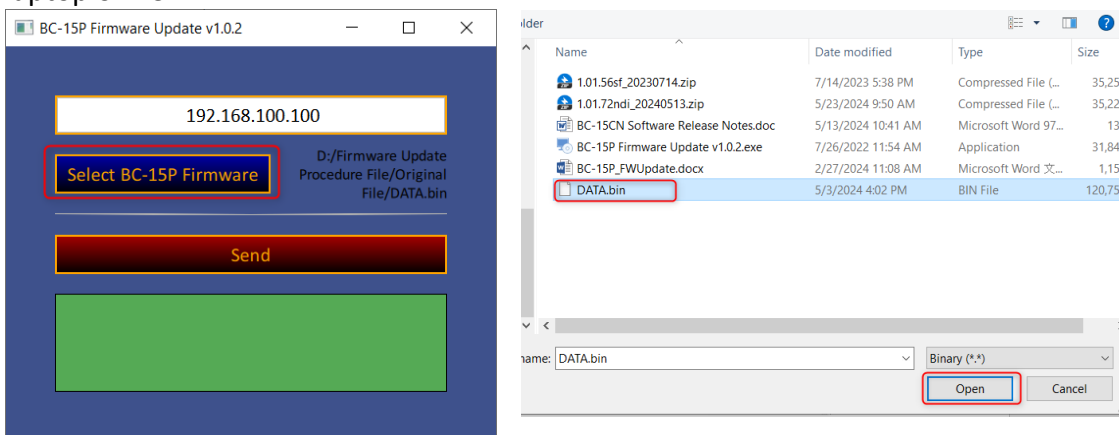 BC-15P Firmware Update v1.0.2
192.168.100.100
Select BC-15P Firmware
D:/Firmware Update
Procedure File/Original
File/DATA.bin
Send
lder
Name Date modified Type Size
1.01.56sf_20230714.zip 7/14/2023 5:38 PM Compressed File (... 35,25
1.01.72ndi_20240513.zip 5/23/2024 9:50 AM Compressed File (... 35,22
BC-15CN Software Release Notes.doc 5/13/2024 10:41 AM Microsoft Word 97... 13
BC-15P Firmware Update v1.0.2.exe 7/26/2022 11:54 AM Application 31,84
BC-15P_FWUpdate.docx 2/27/2024 11:08 AM Microsoft Word 文... 1,15
DATA.bin 5/3/2024 4:02 PM BIN File 120,75
name: DATA.bin Binary (*.*)
Open Cancel